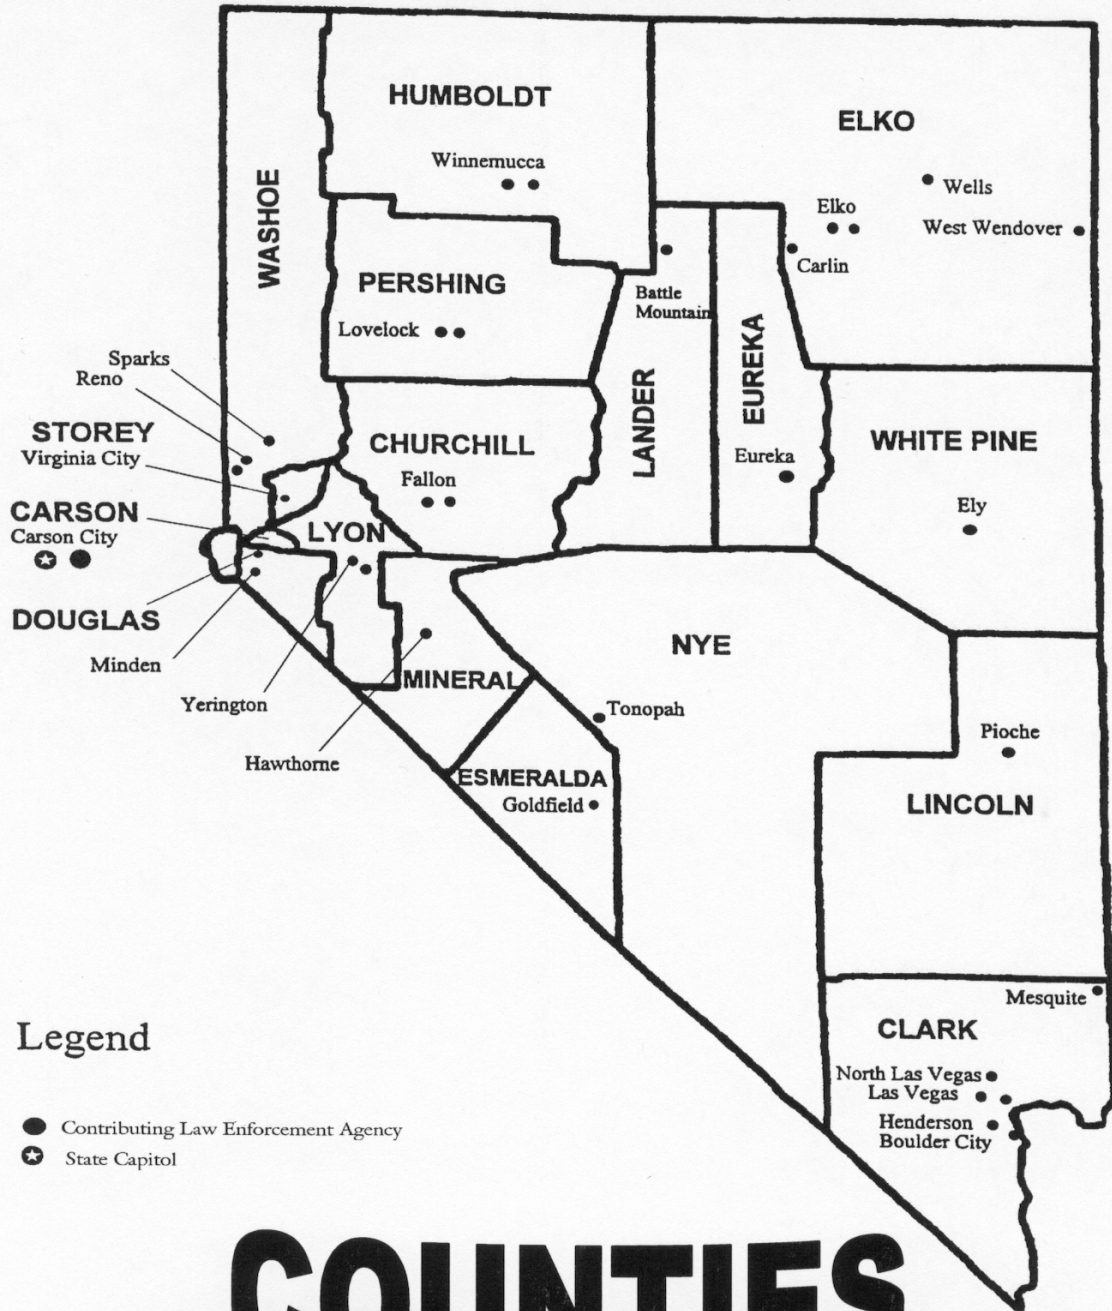 HUMBOLDT
Winnemucca
ELKO
Wells
Elko
West Wendover
Carlin
WASHOE
PERSHING
Lovelock
Battle
Mountain
EUREKA
Eureka
LANDER
Sparks
Reno
STOREY
Virginia City
CHURCHILL
Fallon
WHITE PINE
Ely
CARSON
Carson City
LYON
DOUGLAS
Minden
Yerington
Hawthorne
MINERAL
NYE
Tonopah
ESMERALDA
Goldfield
Pioche
LINCOLN
Mesquite
CLARK
North Las Vegas
Las Vegas
Henderson
Boulder City
Legend
Contributing Law Enforcement Agency
State Capitol
COUNTIES